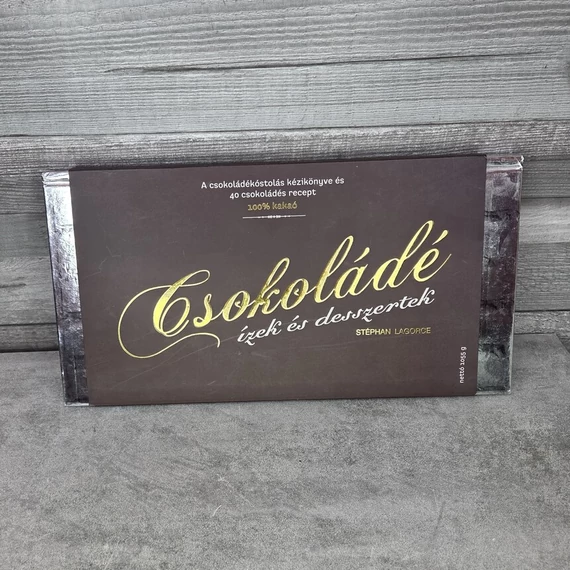 A csokoládékóstolás kézikönyve és
40 csokoládés recept
100% kakaó
Csokoládé
ízek és desszertek
STÉPHAN LAGORCE
nettó 1055 g